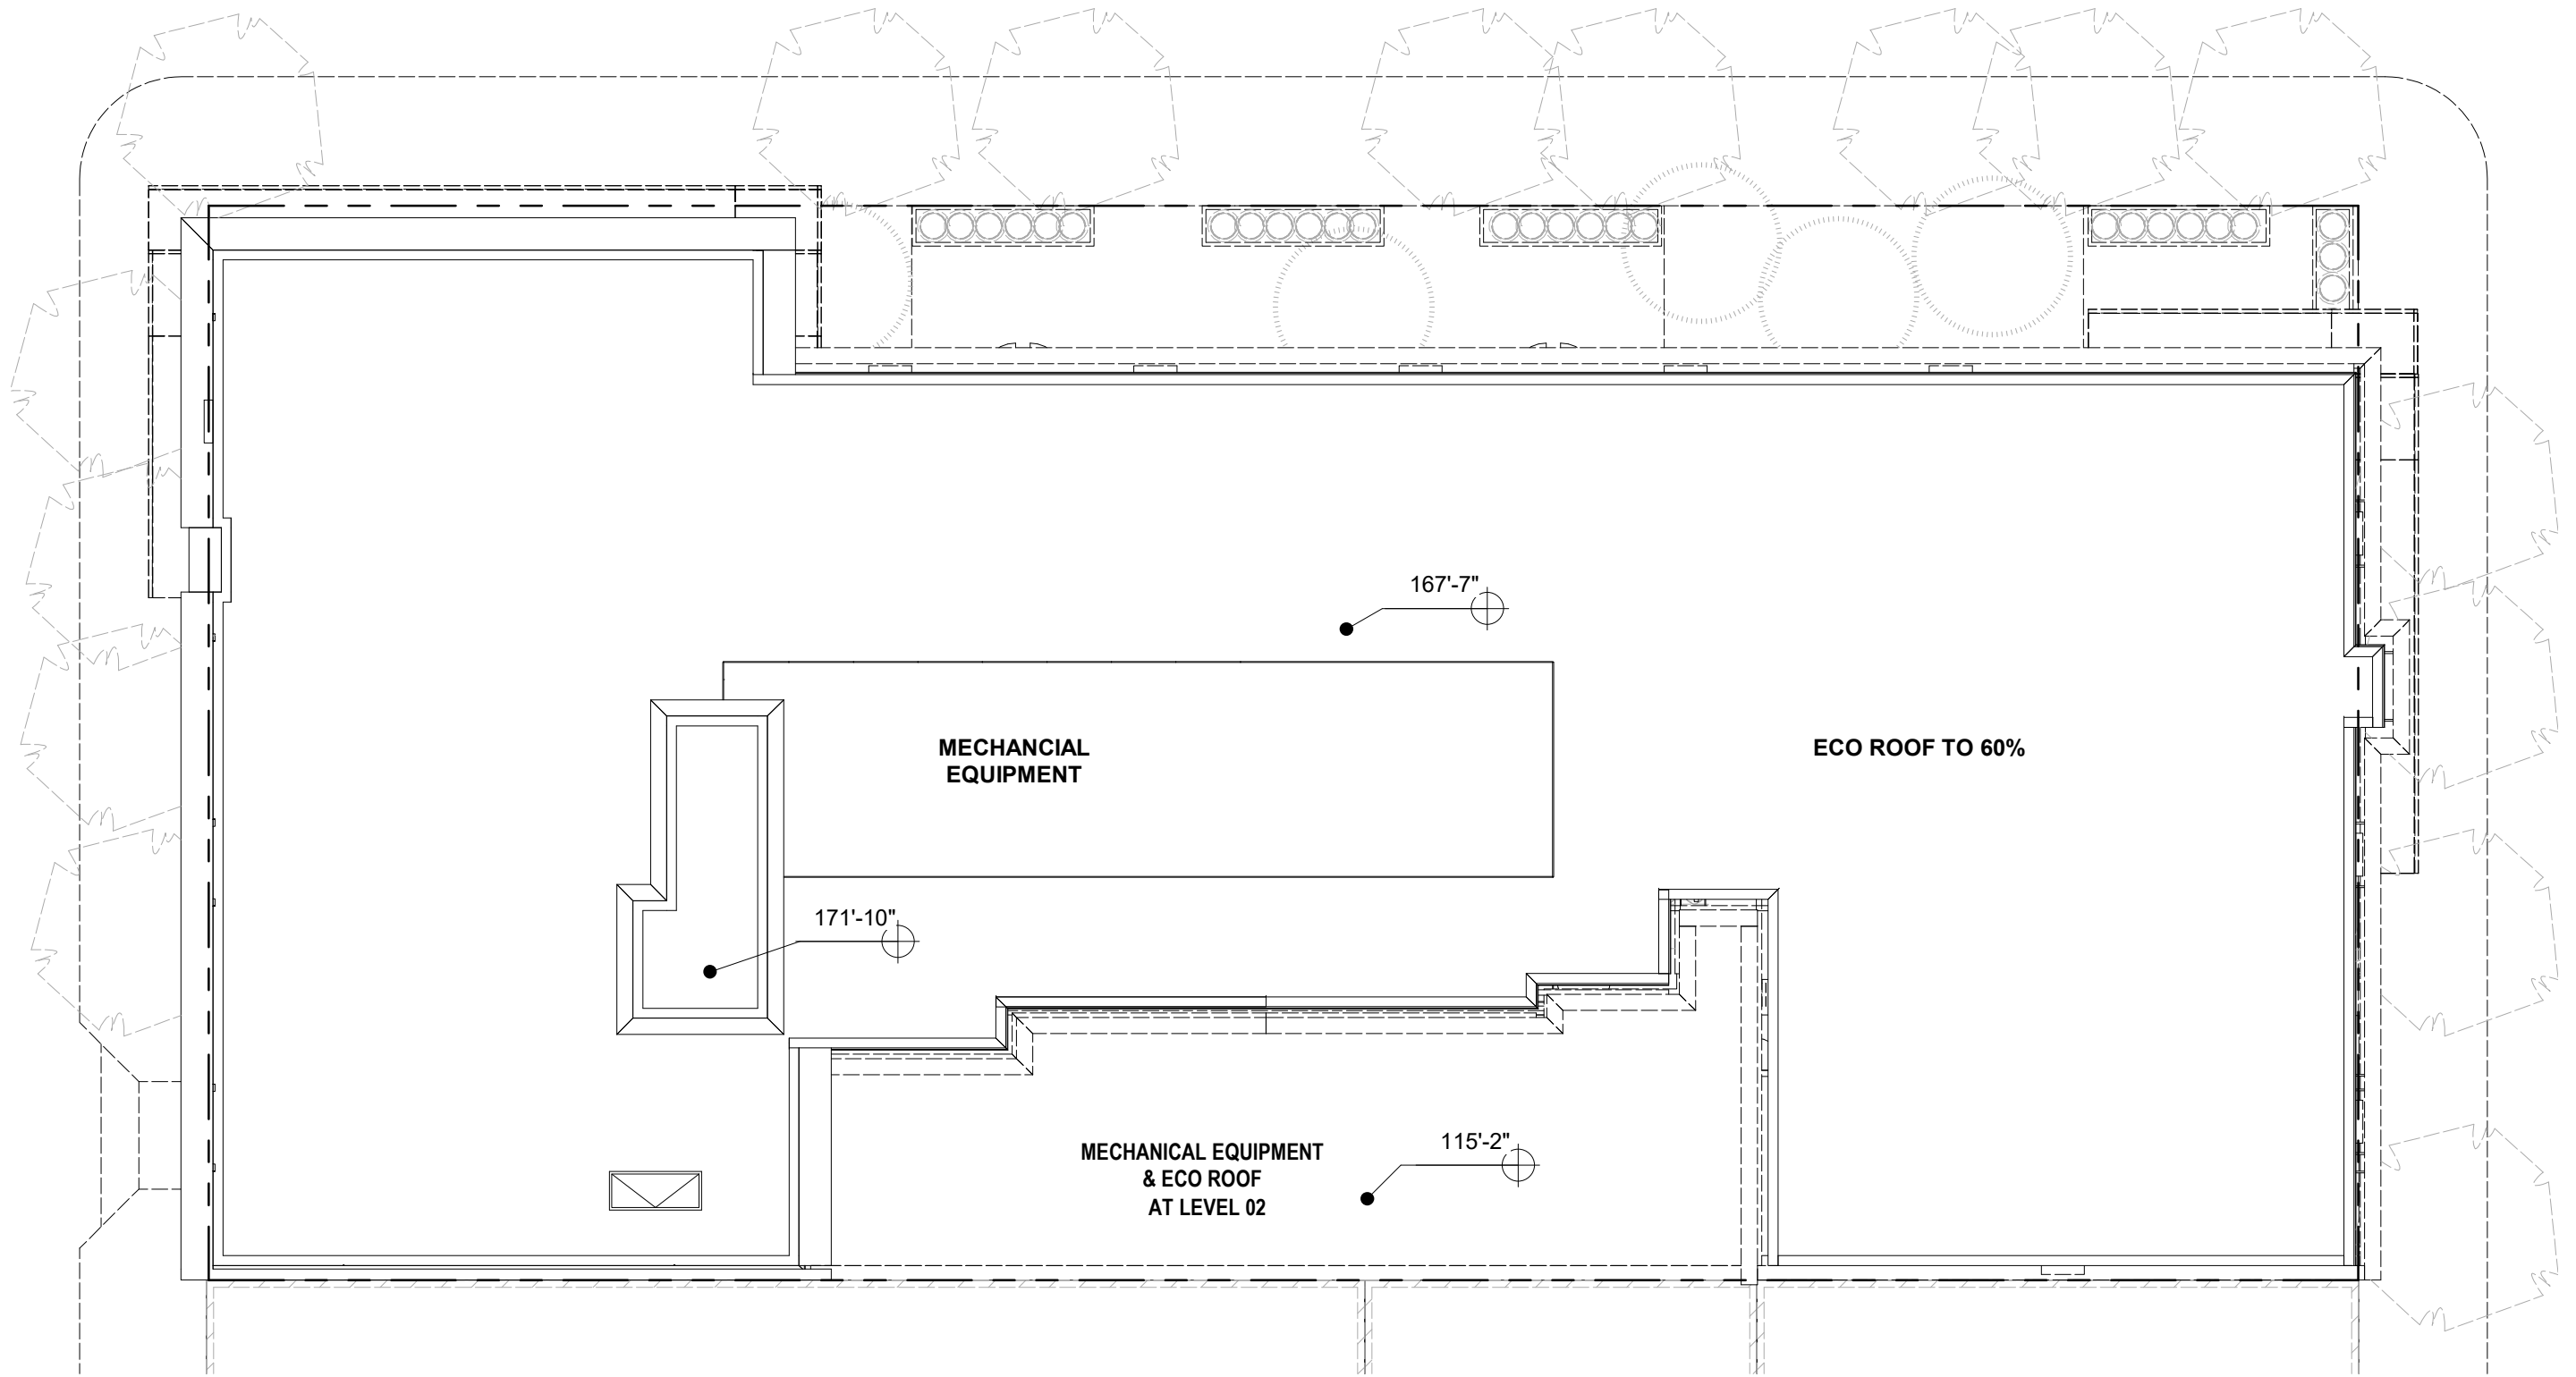 167'-7"
MECHANCIAL
EQUIPMENT
ECO ROOF TO 60%
171'-10"
115'-2"
MECHANICAL EQUIPMENT
& ECO ROOF
AT LEVEL 02